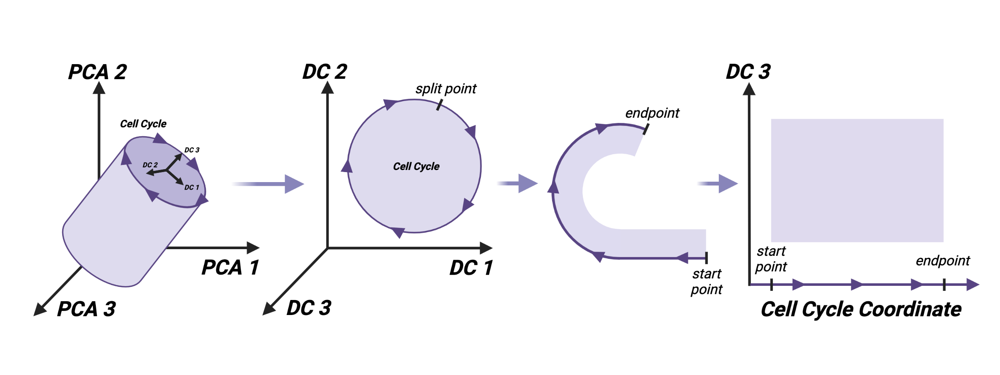 PCA 2
Cell Cycle
DC 3
DC 2
DC 1
PCA 1
PCA 3
DC 2
split point
Cell Cycle
DC 1
DC 3
endpoint
start
point
DC 3
start
point
endpoint
Cell Cycle Coordinate